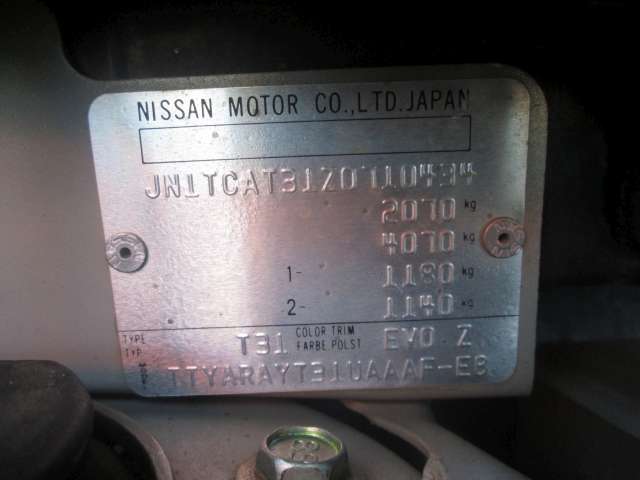 NISSAN MOTOR CO.,LTD.JAPAN
JN1TCAT31Z0110434
2070 kg
4070 kg
1- 1180 kg
2- 1140 kg
TYPE TYP T31 COLOR TRIM FARBE POLST EV0 Z
TTYARAYT31UAAAF-EB